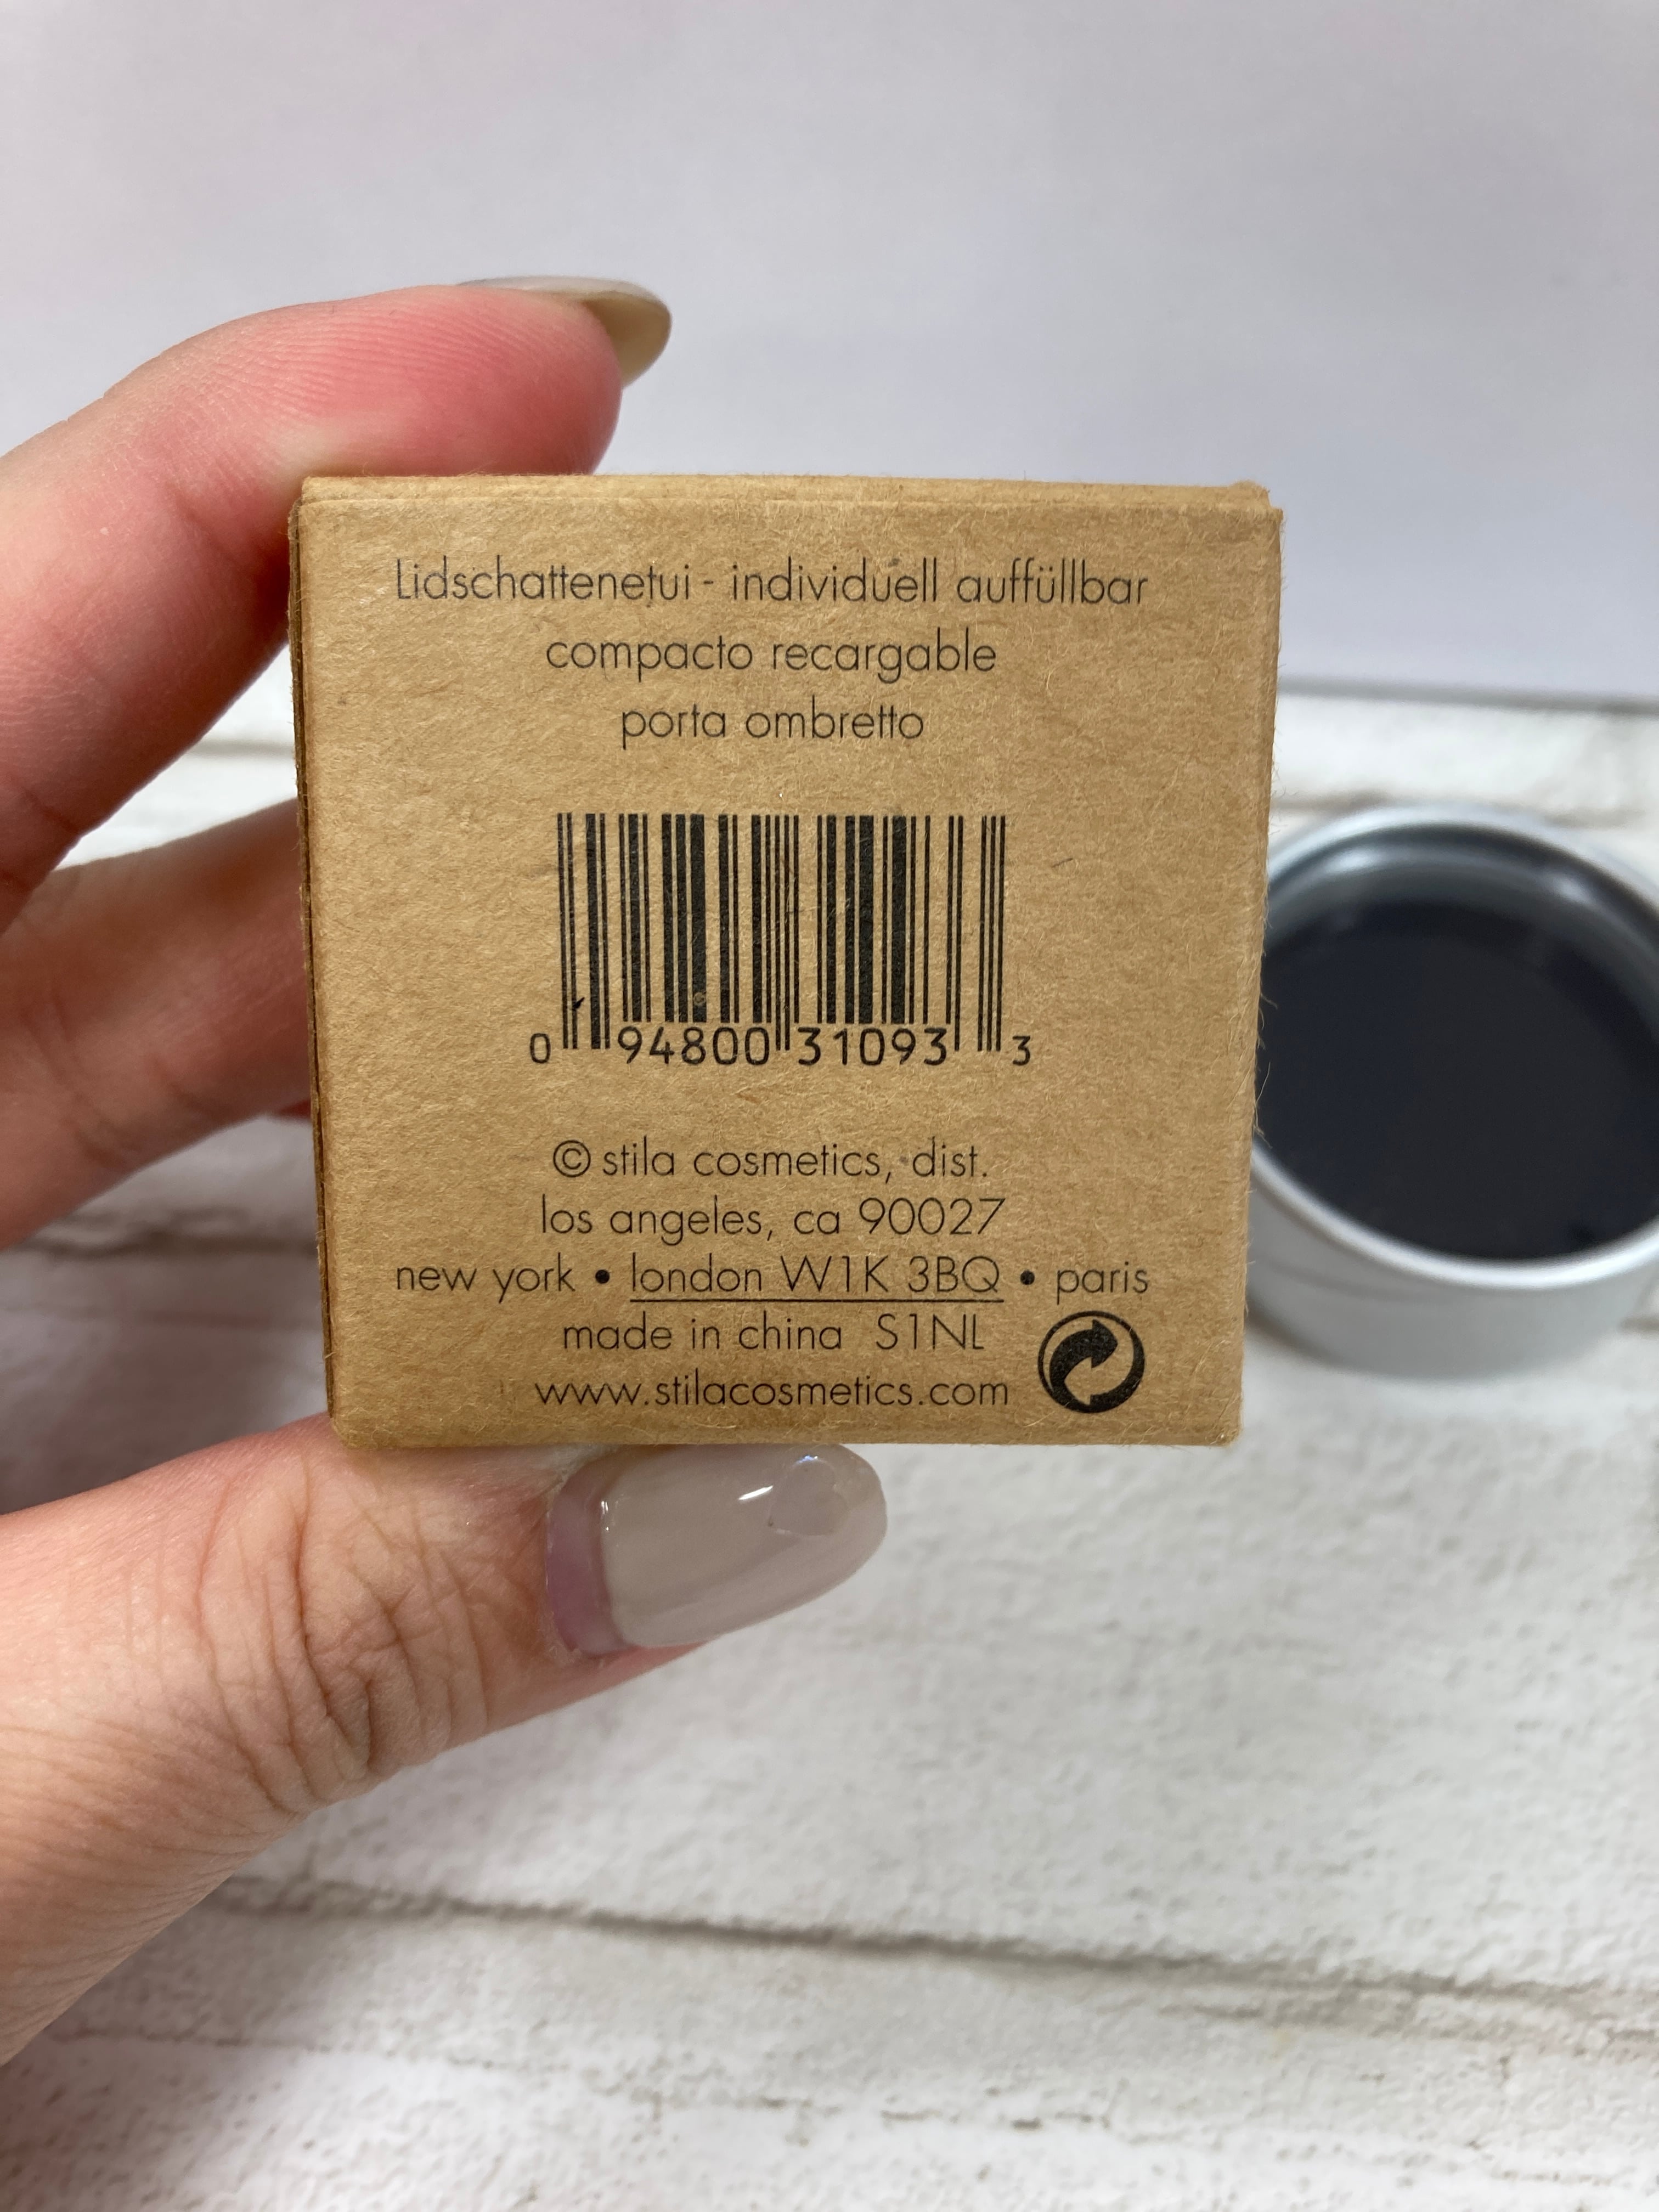 Lidschattenetui - individuell auffüllbar
compacto recargable
porta ombretto
0 94800 31093 3
© stila cosmetics, dist.
los angeles, ca 90027
new york • london W1K 3BQ • paris
made in china S1NL
www.stilacosmetics.com